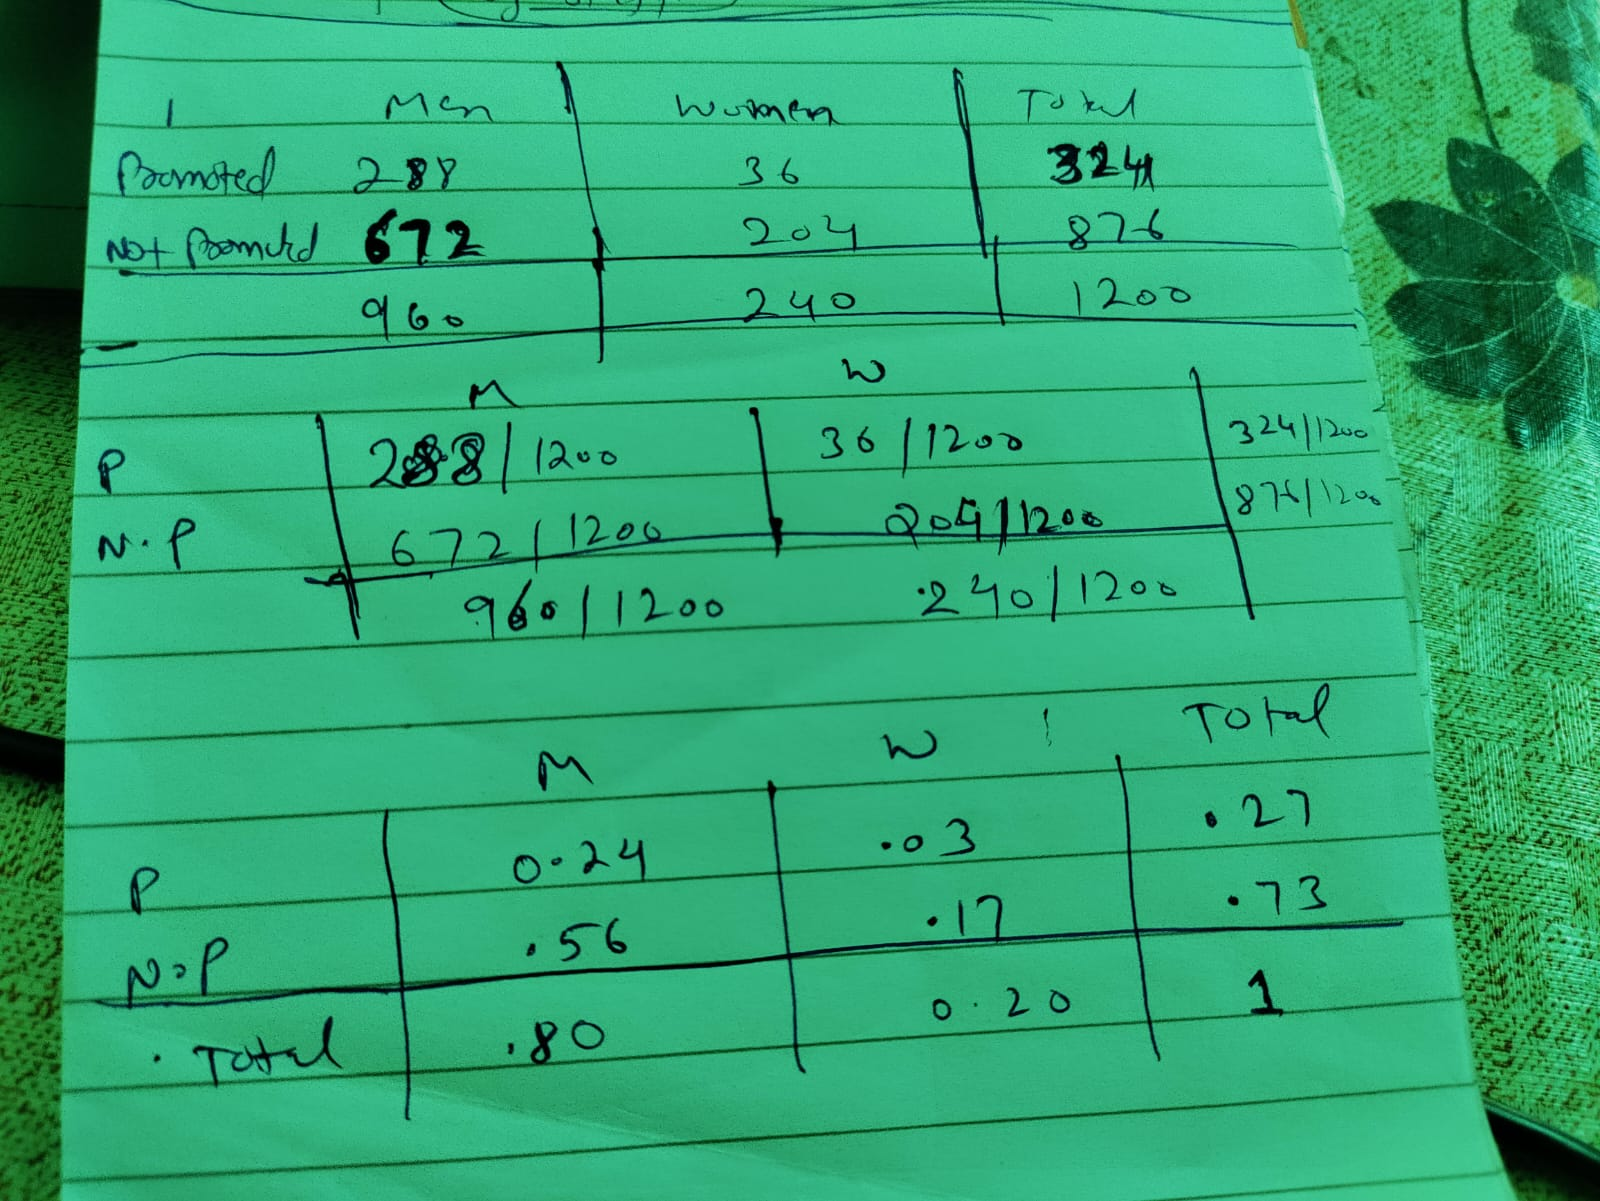 Men Women Total
Promoted 288 36 324
Not Promoted 672 204 876
960 240 1200
M W
P 288/1200 36/1200 324/1200
N.P 672/1200 204/1200 876/1200
960/1200 240/1200
M W Total
P 0.24 .03 .27
N.P .56 .17 .73
Total .80 0.20 1